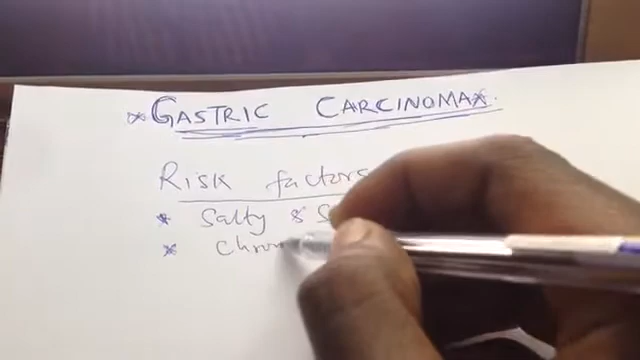 *GASTRIC CARCINOMA*
Risk factors
* Salty & S
* Chron